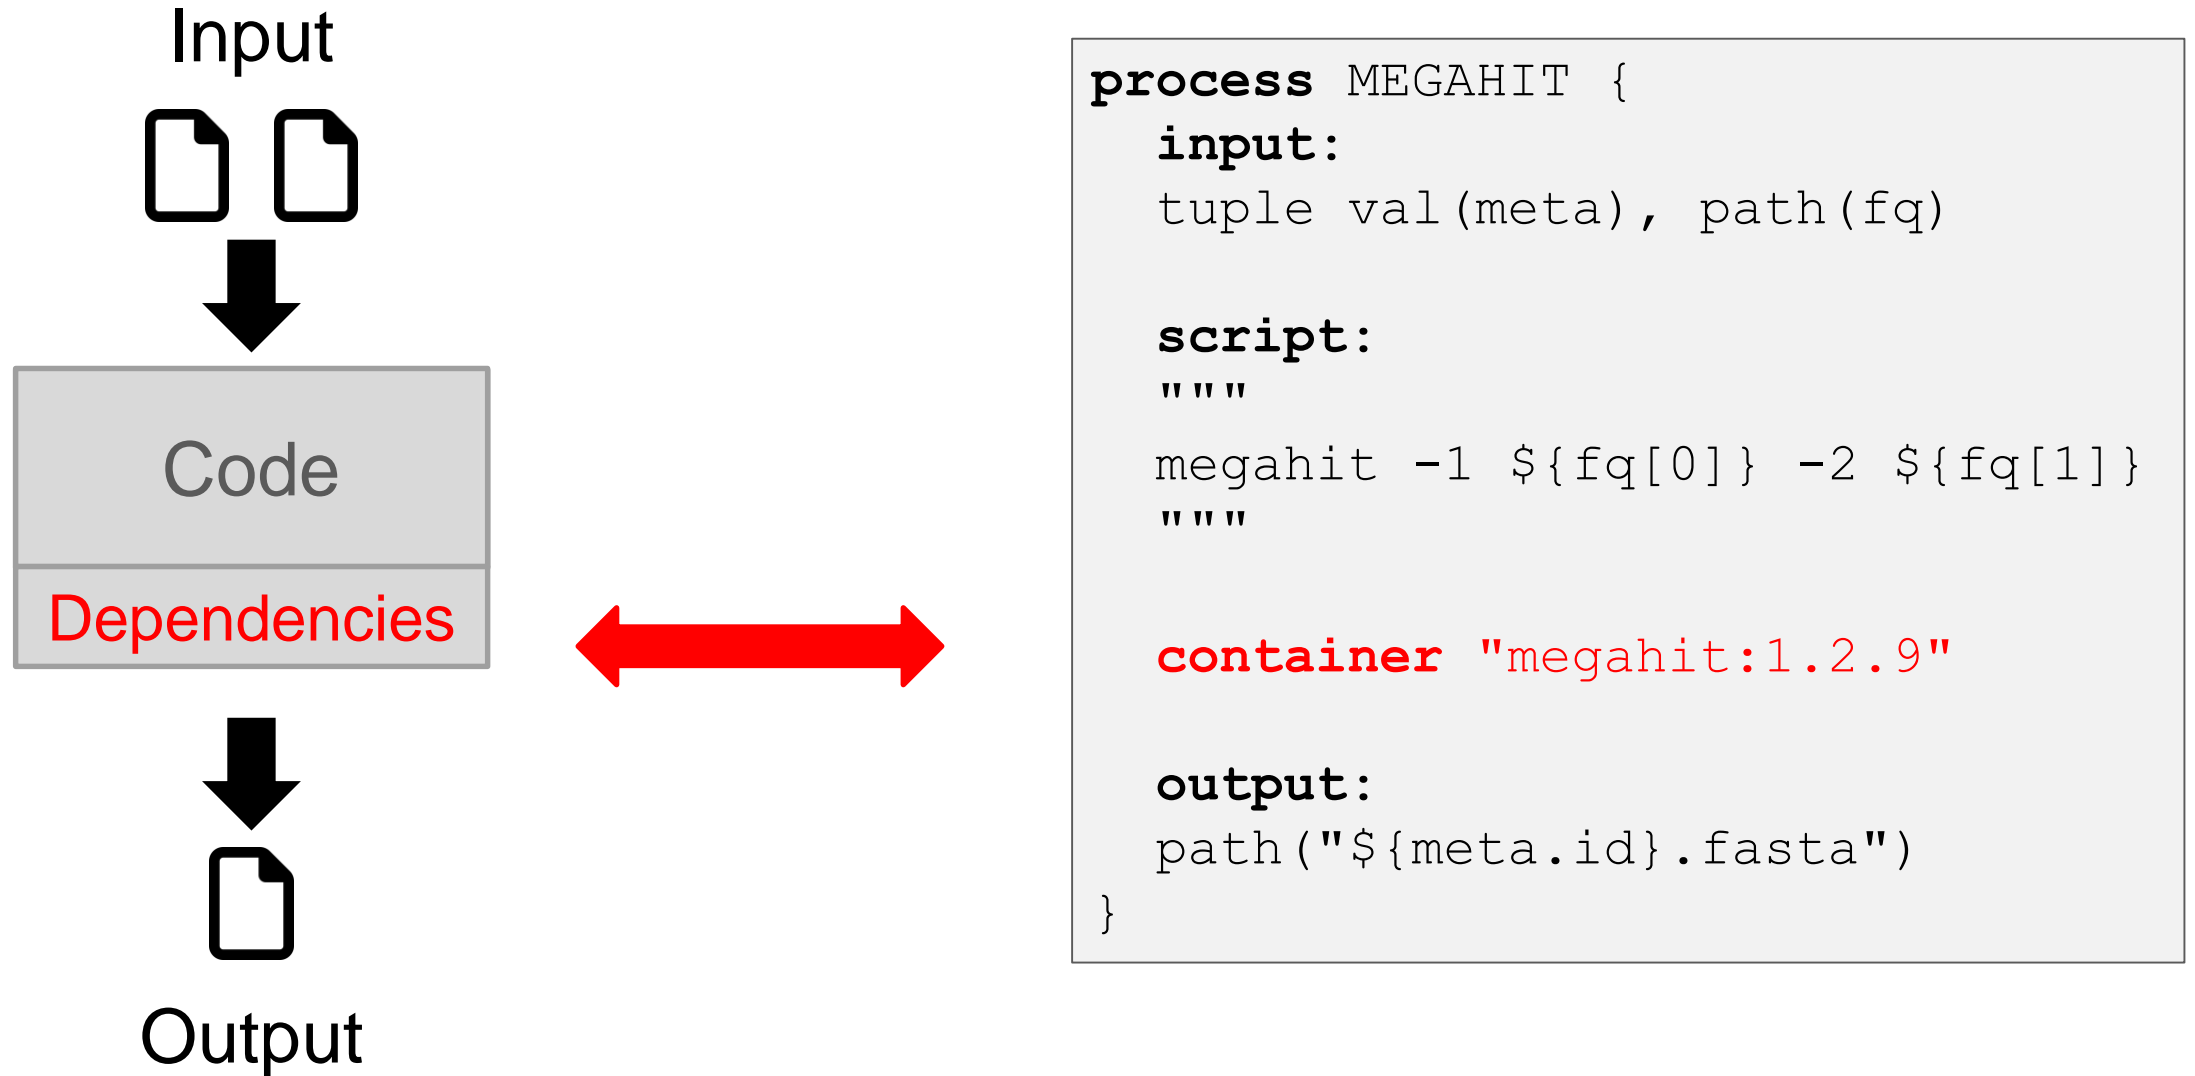 Input
Code
Dependencies
Output
process MEGAHIT {
input:
tuple val(meta), path(fq)
script:
"""
megahit -1 ${fq[0]} -2 ${fq[1]}
"""
container "megahit:1.2.9"
output:
path("${meta.id}.fasta")
}